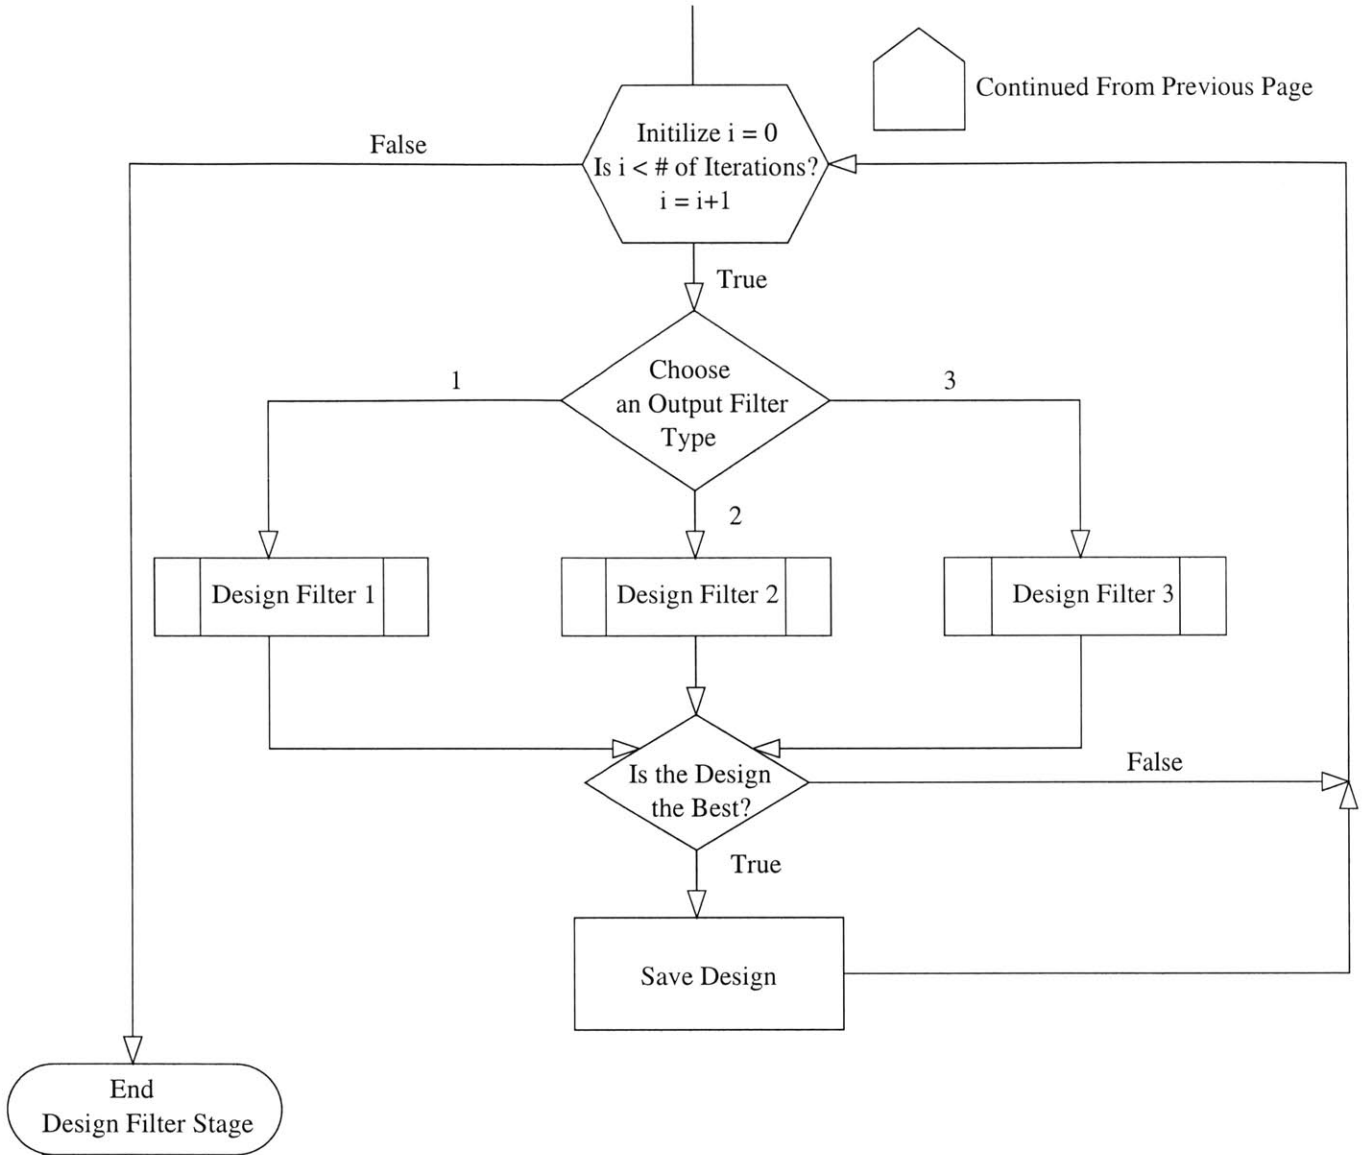 Continued From Previous Page
False
Initilize i = 0
Is i < # of Iterations?
i = i+1
True
Choose
an Output Filter
Type
1
3
2
Design Filter 1
Design Filter 2
Design Filter 3
Is the Design
the Best?
False
True
Save Design
End
Design Filter Stage